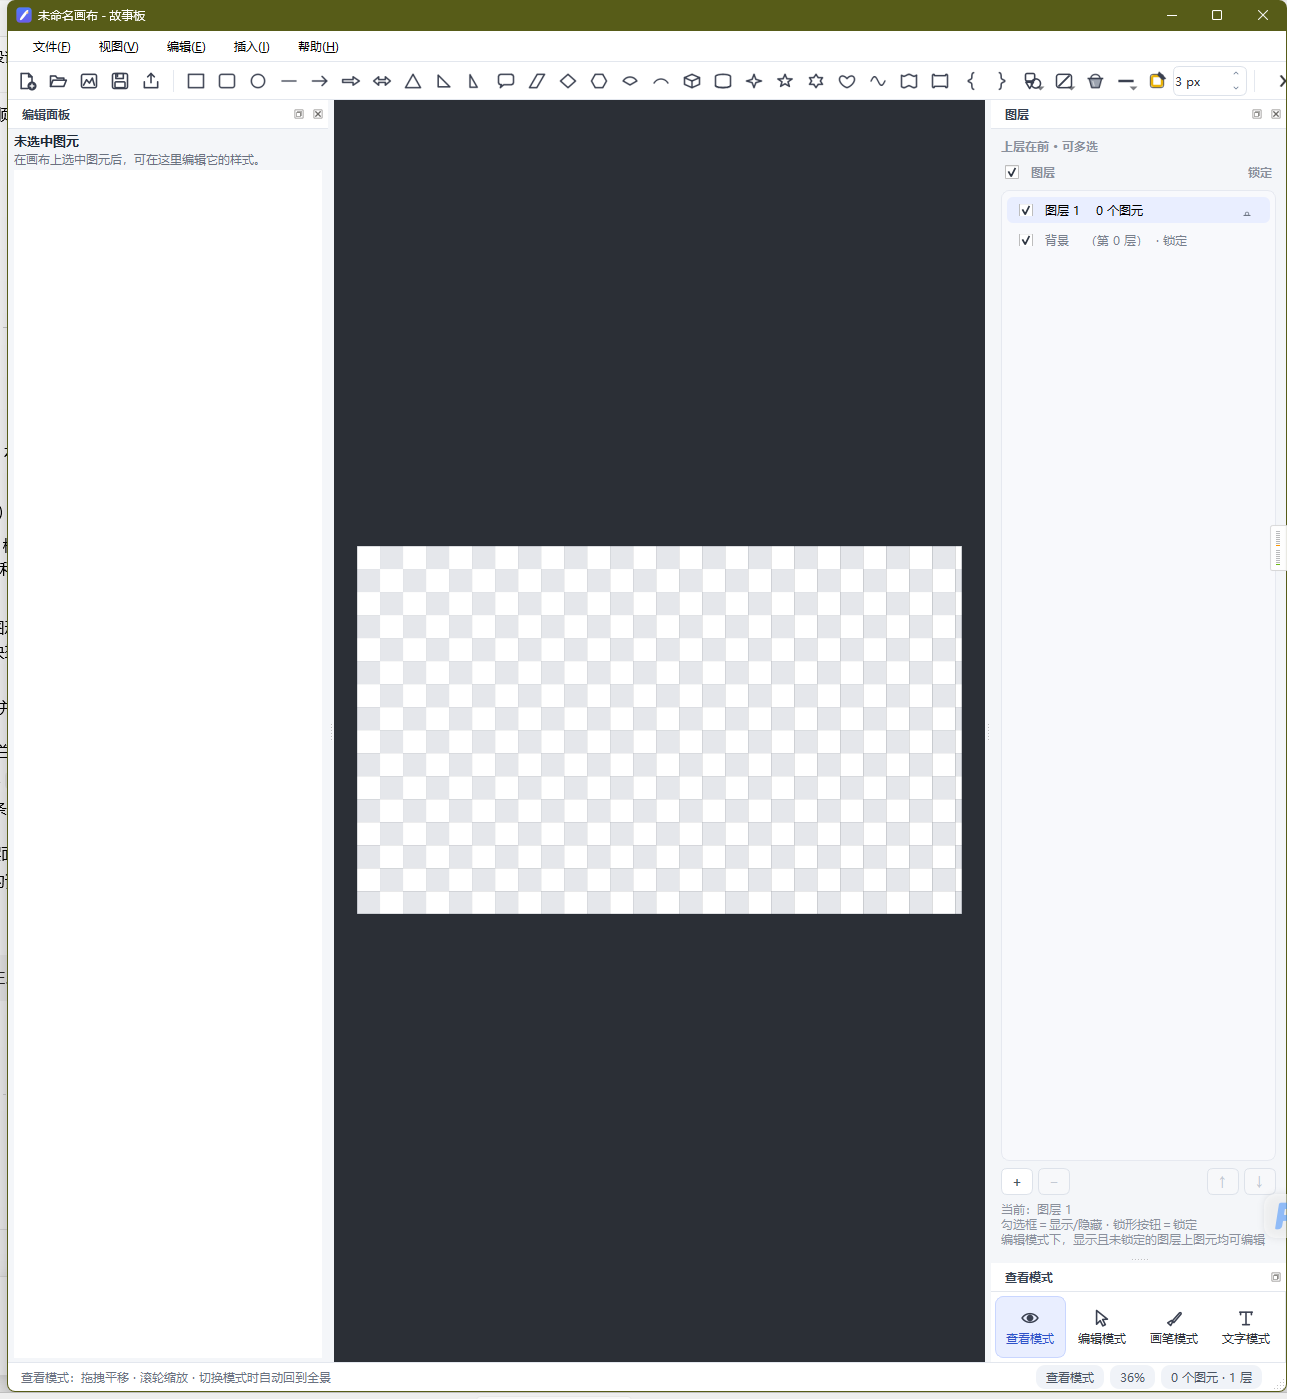 未命名画布 - 故事板
文件(F) 视图(V) 编辑(E) 插入(I) 帮助(H)
3 px
编辑面板
未选中图元
在画布上选中图元后，可在这里编辑它的样式。
图层
上层在前 · 可多选
图层 锁定
图层 1 0 个图元
背景 （第 0 层） · 锁定
+ − ↑ ↓
当前：图层 1
勾选框 = 显示/隐藏 · 锁形按钮 = 锁定
编辑模式下，显示且未锁定的图层上图元均可编辑
查看模式
查看模式 编辑模式 画笔模式 文字模式
查看模式：拖拽平移 · 滚轮缩放 · 切换模式时自动回到全景
查看模式 36% 0 个图元 · 1 层